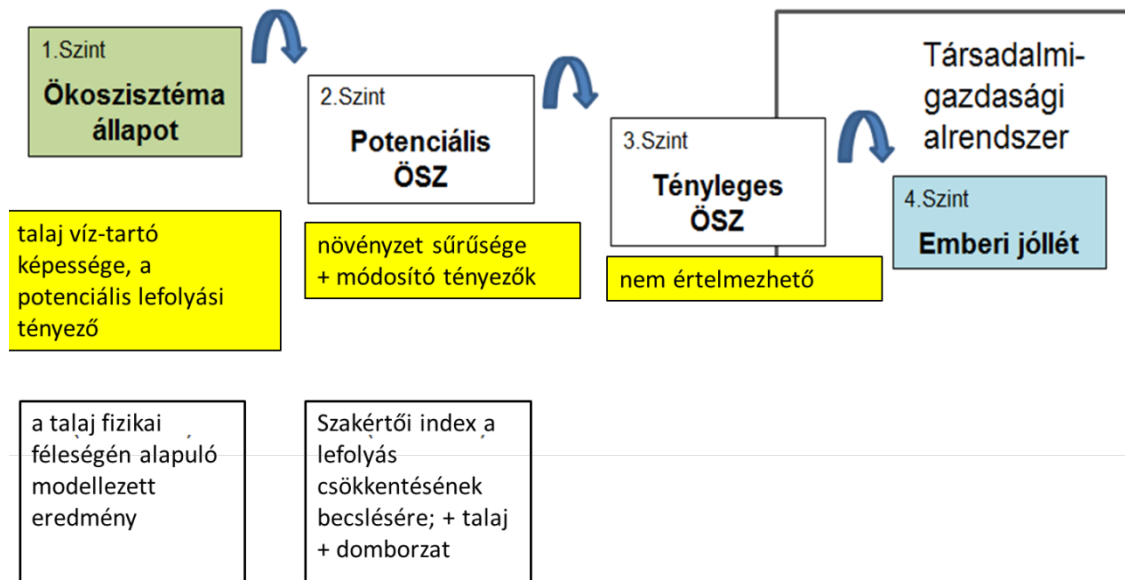 1.Szint
Ökoszisztéma
állapot
2.Szint
Potenciális
ÖSZ
3.Szint
Tényleges
ÖSZ
Társadalmi-
gazdasági
alrendszer
4.Szint
Emberi jóllét
talaj víz-tartó
képessége, a
potenciális lefolyási
tényező
növényzet sűrűsége
+ módosító tényezők
nem értelmezhető
a talaj fizikai
féleségén alapuló
modellezett
eredmény
Szakértői index a
lefolyás
csökkentésének
becslésére; + talaj
+ domborzat